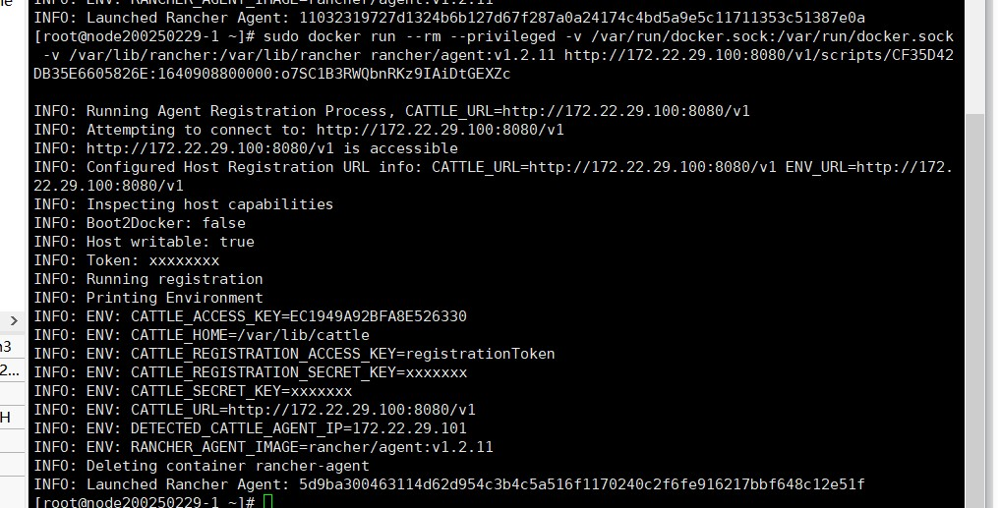 INFO: ENV: RANCHER_AGENT_IMAGE=rancher/agent:v1.2.11
INFO: Launched Rancher Agent: 11032319727d1324b6b127d67f287a0a24174c4bd5a9e5c11711353c51387e0a
[root@node200250229-1 ~]# sudo docker run --rm --privileged -v /var/run/docker.sock:/var/run/docker.sock
-v /var/lib/rancher:/var/lib/rancher rancher/agent:v1.2.11 http://172.22.29.100:8080/v1/scripts/CF35D42
DB35E6605826E:1640908800000:o7SC1B3RWQbnRKz9IAiDtGEXZc
INFO: Running Agent Registration Process, CATTLE_URL=http://172.22.29.100:8080/v1
INFO: Attempting to connect to: http://172.22.29.100:8080/v1
INFO: http://172.22.29.100:8080/v1 is accessible
INFO: Configured Host Registration URL info: CATTLE_URL=http://172.22.29.100:8080/v1 ENV_URL=http://172.
22.29.100:8080/v1
INFO: Inspecting host capabilities
INFO: Boot2Docker: false
INFO: Host writable: true
INFO: Token: xxxxxxxx
INFO: Running registration
INFO: Printing Environment
INFO: ENV: CATTLE_ACCESS_KEY=EC1949A92BFA8E526330
INFO: ENV: CATTLE_HOME=/var/lib/cattle
INFO: ENV: CATTLE_REGISTRATION_ACCESS_KEY=registrationToken
INFO: ENV: CATTLE_REGISTRATION_SECRET_KEY=xxxxxxx
INFO: ENV: CATTLE_SECRET_KEY=xxxxxxx
INFO: ENV: CATTLE_URL=http://172.22.29.100:8080/v1
INFO: ENV: DETECTED_CATTLE_AGENT_IP=172.22.29.101
INFO: ENV: RANCHER_AGENT_IMAGE=rancher/agent:v1.2.11
INFO: Deleting container rancher-agent
INFO: Launched Rancher Agent: 5d9ba300463114d62d954c3b4c5a516f1170240c2f6fe916217bbf648c12e51f
[root@node200250229-1 ~]#